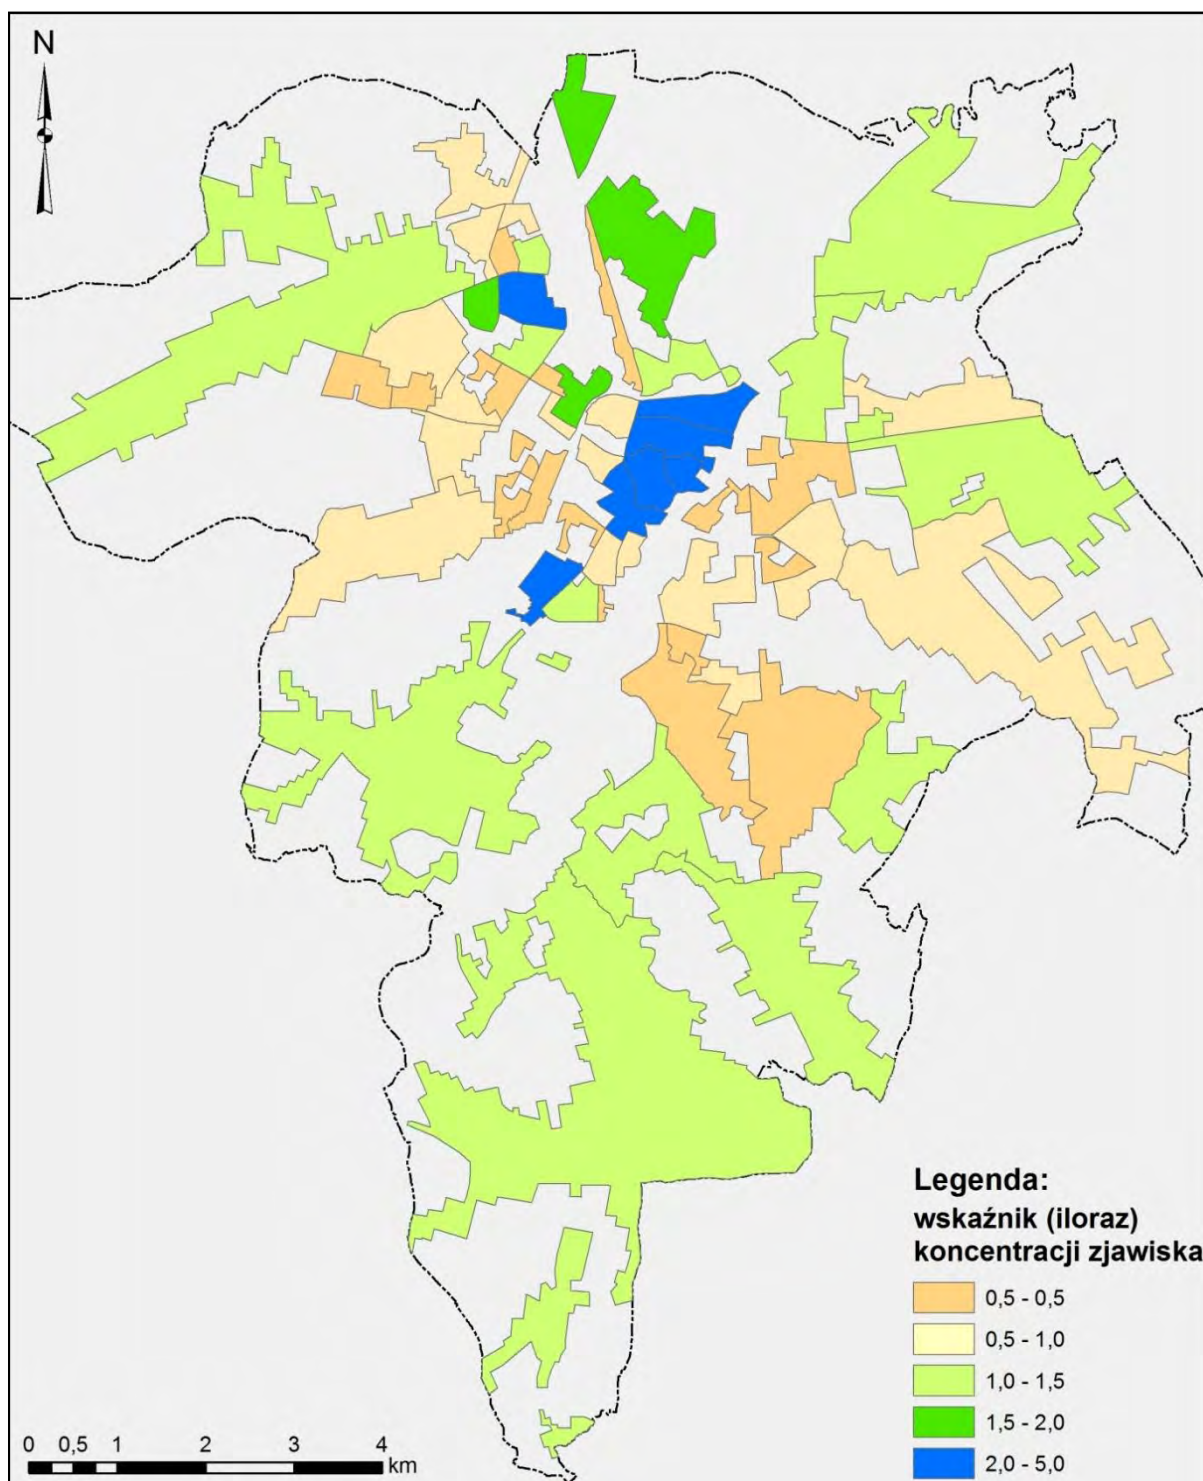 N
Legenda:
wskaźnik (iloraz)
koncentracji zjawiska
0,5 - 0,5
0,5 - 1,0
1,0 - 1,5
1,5 - 2,0
2,0 - 5,0
0 0,5 1 2 3 4
km